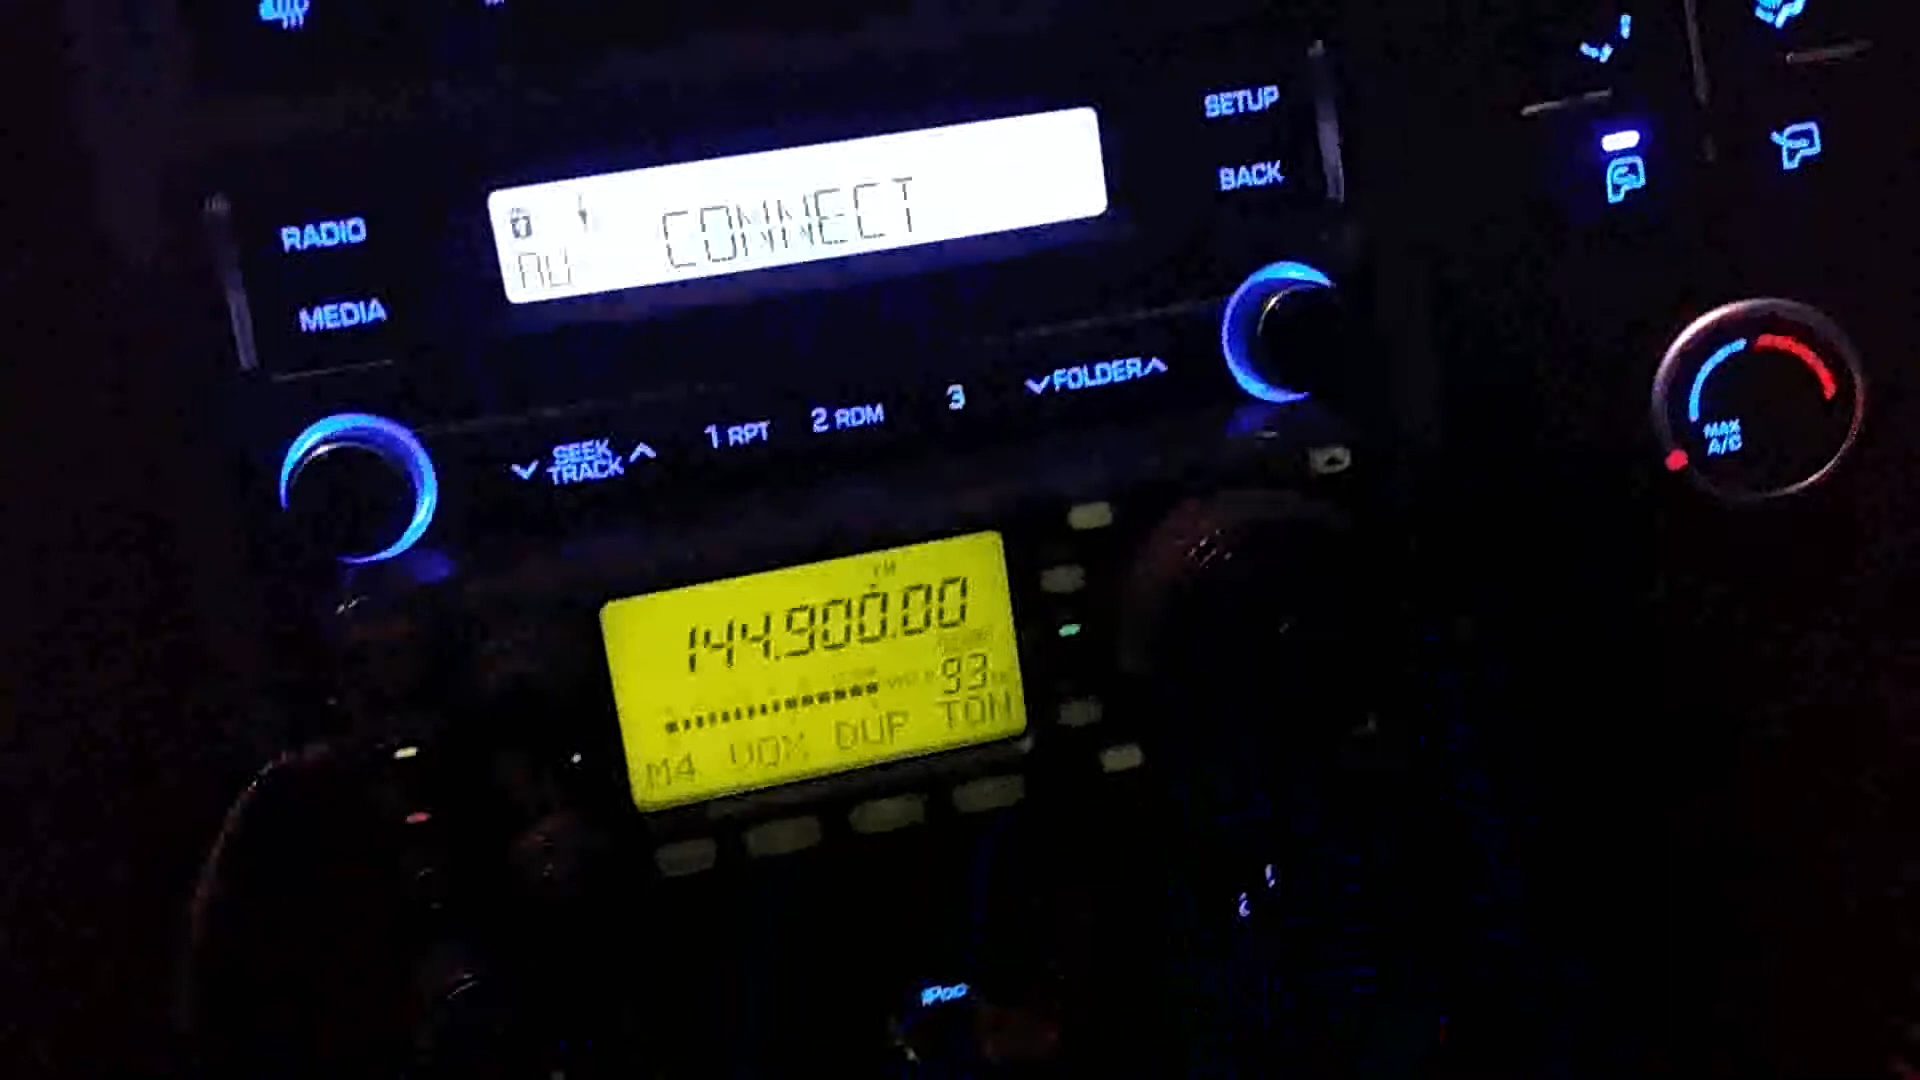 SETUP
BACK
RADIO
MEDIA
CONNECT
SEEK
TRACK
1 RPT
2 RDM
3
FOLDER
MAX
A/C
144.900.00
93
M4 VOX DUP TON
iPod